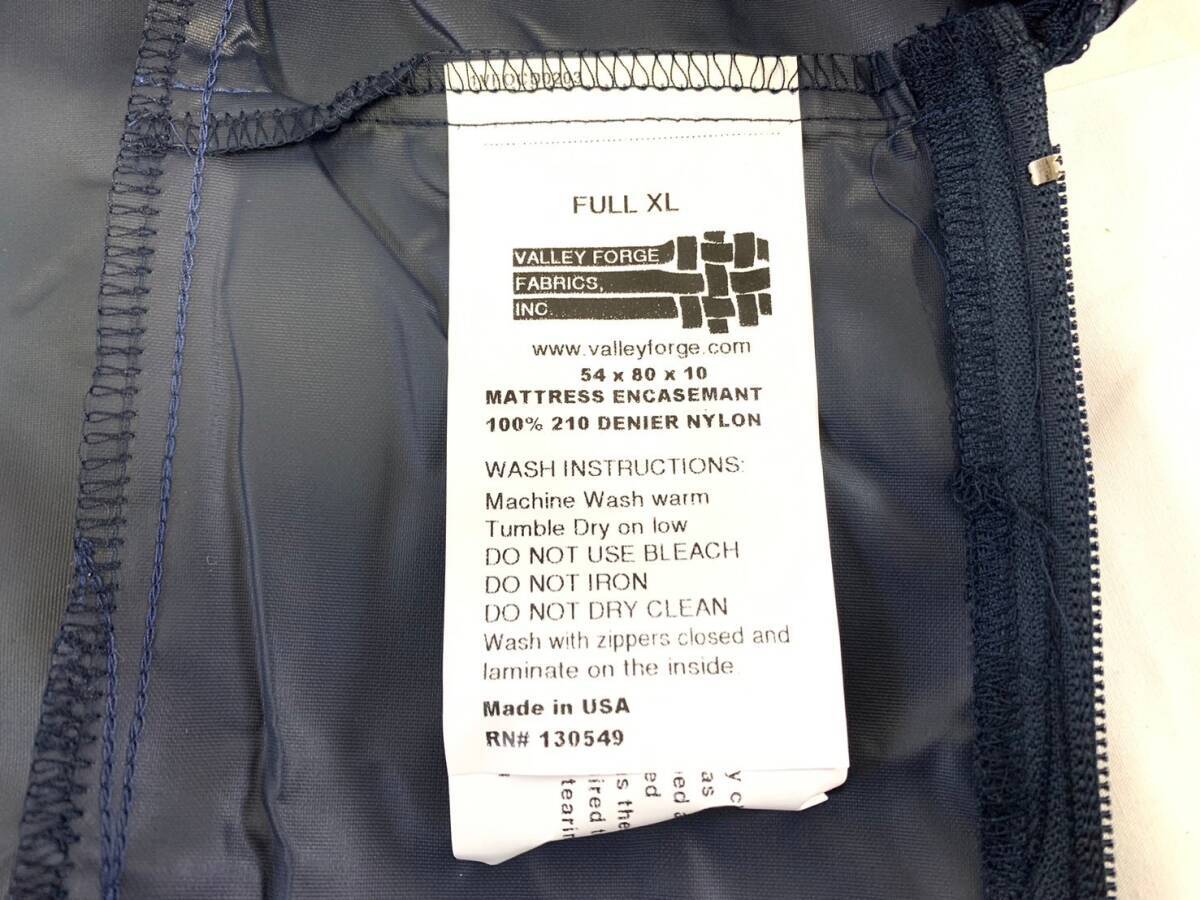 FULL XL
VALLEY FORGE
FABRICS,
INC.
www.valleyforge.com
54 x 80 x 10
MATTRESS ENCASEMANT
100% 210 DENIER NYLON
WASH INSTRUCTIONS:
Machine Wash warm
Tumble Dry on low
DO NOT USE BLEACH
DO NOT IRON
DO NOT DRY CLEAN
Wash with zippers closed and
laminate on the inside.
Made in USA
RN# 130549